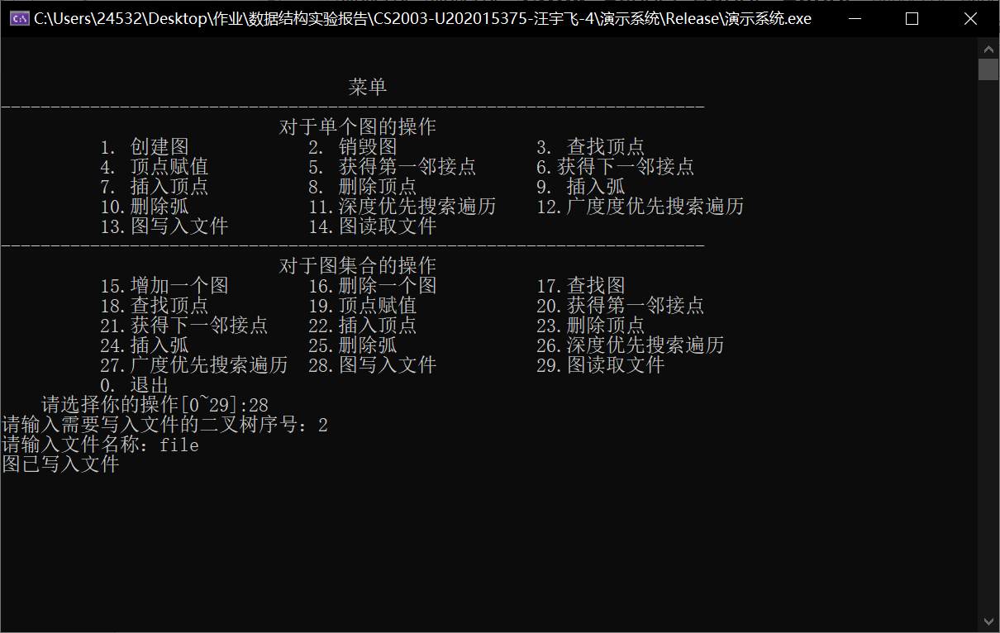 C:\Users\24532\Desktop\作业\数据结构实验报告\CS2003-U202015375-汪宇飞-4\演示系统\Release\演示系统.exe
菜单
-----------------------------------------------------------------------
对于单个图的操作
1. 创建图 2. 销毁图 3. 查找顶点
4. 顶点赋值 5. 获得第一邻接点 6.获得下一邻接点
7. 插入顶点 8. 删除顶点 9. 插入弧
10.删除弧 11.深度优先搜索遍历 12.广度度优先搜索遍历
13.图写入文件 14.图读取文件
-----------------------------------------------------------------------
对于图集合的操作
15.增加一个图 16.删除一个图 17.查找图
18.查找顶点 19.顶点赋值 20.获得第一邻接点
21.获得下一邻接点 22.插入顶点 23.删除顶点
24.插入弧 25.删除弧 26.深度优先搜索遍历
27.广度优先搜索遍历 28.图写入文件 29.图读取文件
0. 退出
请选择你的操作[0~29]:28
请输入需要写入文件的二叉树序号：2
请输入文件名称：file
图已写入文件